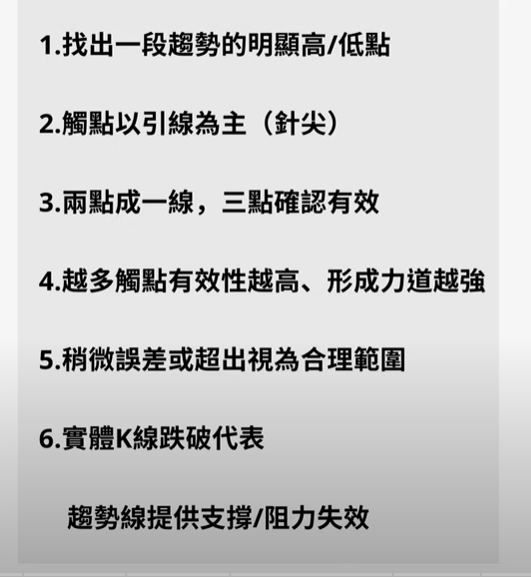 1.找出一段趨勢的明顯高/低點
2.觸點以引線為主（針尖）
3.兩點成一線，三點確認有效
4.越多觸點有效性越高、形成力道越強
5.稍微誤差或超出視為合理範圍
6.實體K線跌破代表
趨勢線提供支撐/阻力失效